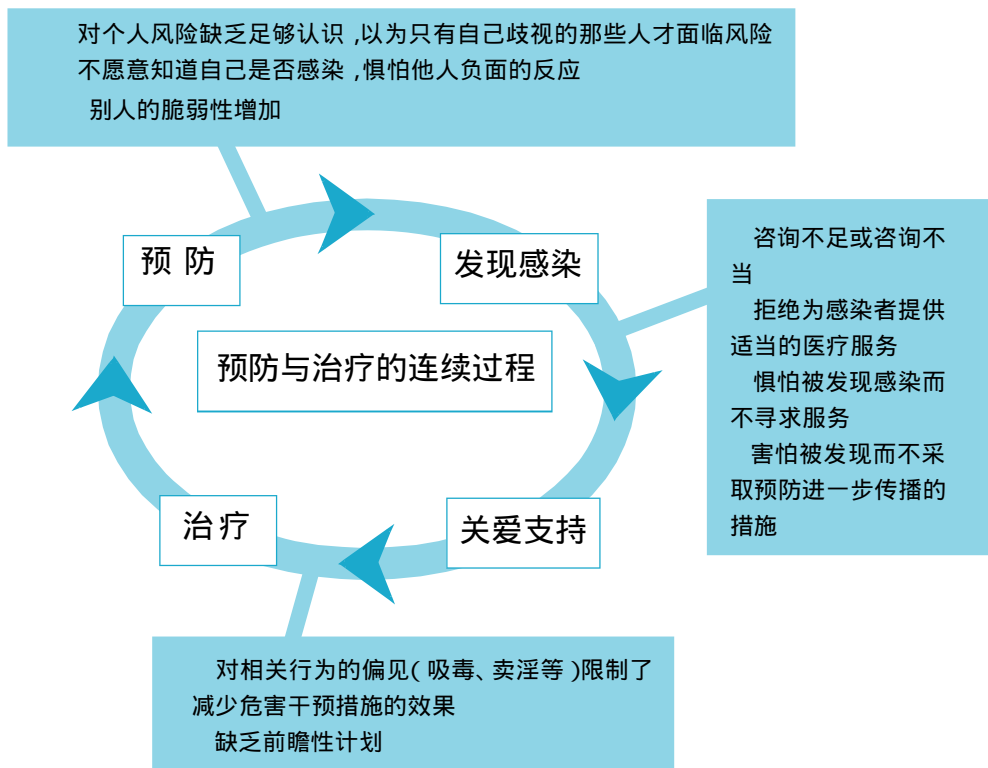 对个人风险缺乏足够认识,以为只有自己歧视的那些人才面临风险
不愿意知道自己是否感染,惧怕他人负面的反应
别人的脆弱性增加
预 防
发现感染
咨询不足或咨询不
当
拒绝为感染者提供
适当的医疗服务
惧怕被发现感染而
不寻求服务
害怕被发现而不采
取预防进一步传播的
措施
预防与治疗的连续过程
治疗
关爱支持
对相关行为的偏见(吸毒、卖淫等)限制了
减少危害干预措施的效果
缺乏前瞻性计划